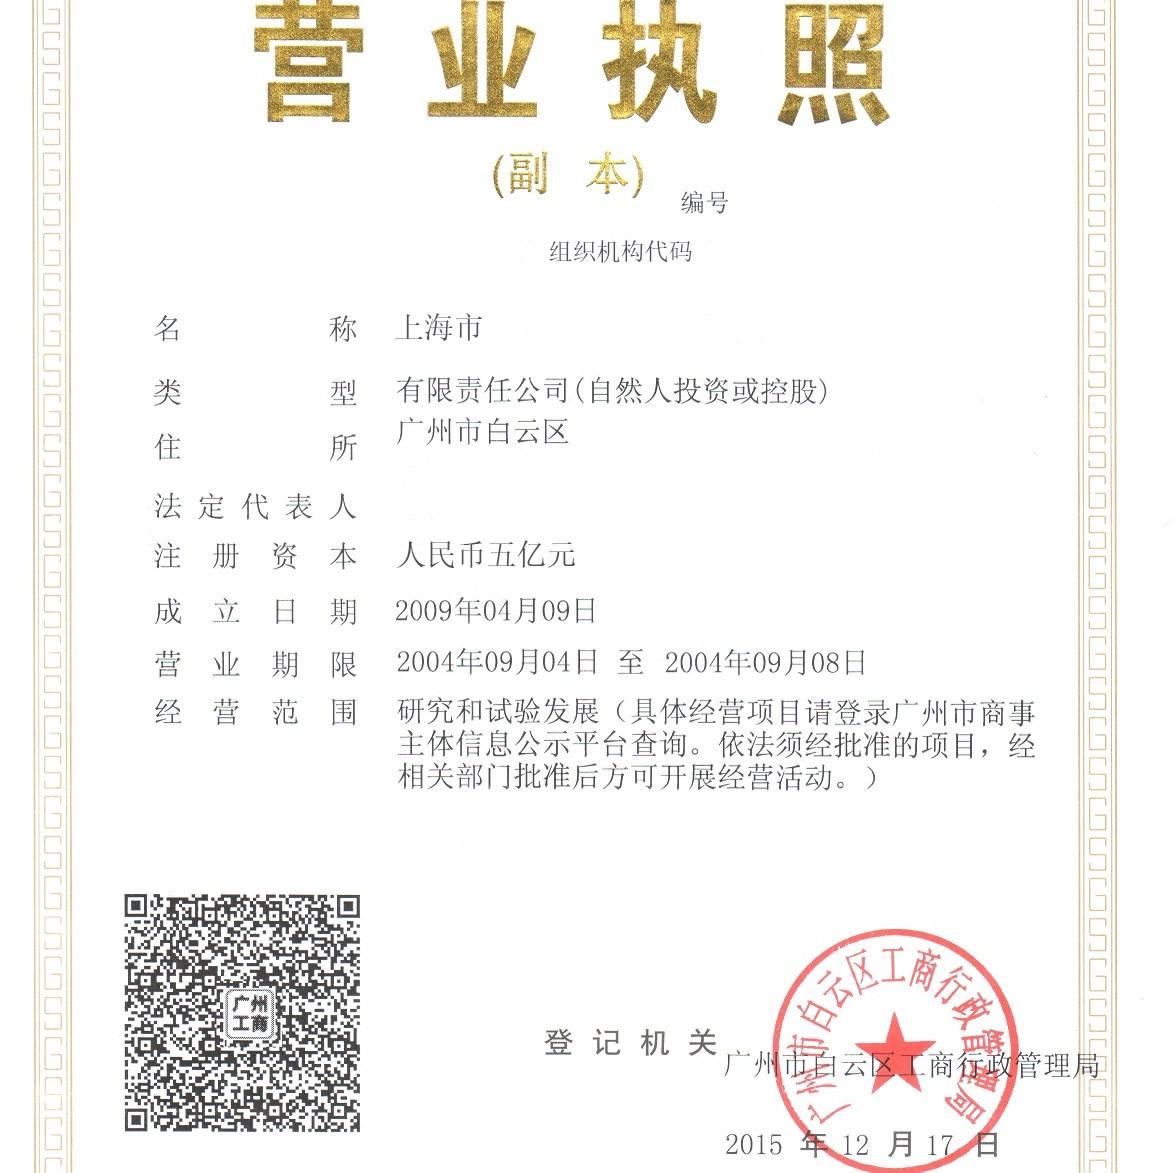 营业执照
(副 本)
编号
组织机构代码
名 称 上海市
类 型 有限责任公司(自然人投资或控股)
住 所 广州市白云区
法定代表人
注册资本 人民币五亿元
成立日期 2009年04月09日
营业期限 2004年09月04日 至 2004年09月08日
经营范围 研究和试验发展（具体经营项目请登录广州市商事
主体信息公示平台查询。依法须经批准的项目，经
相关部门批准后方可开展经营活动。）
广州
工商
广州市白云区工商行政管理局
登记机关
广州市白云区工商行政管理局
2015 年 12 月 17 日